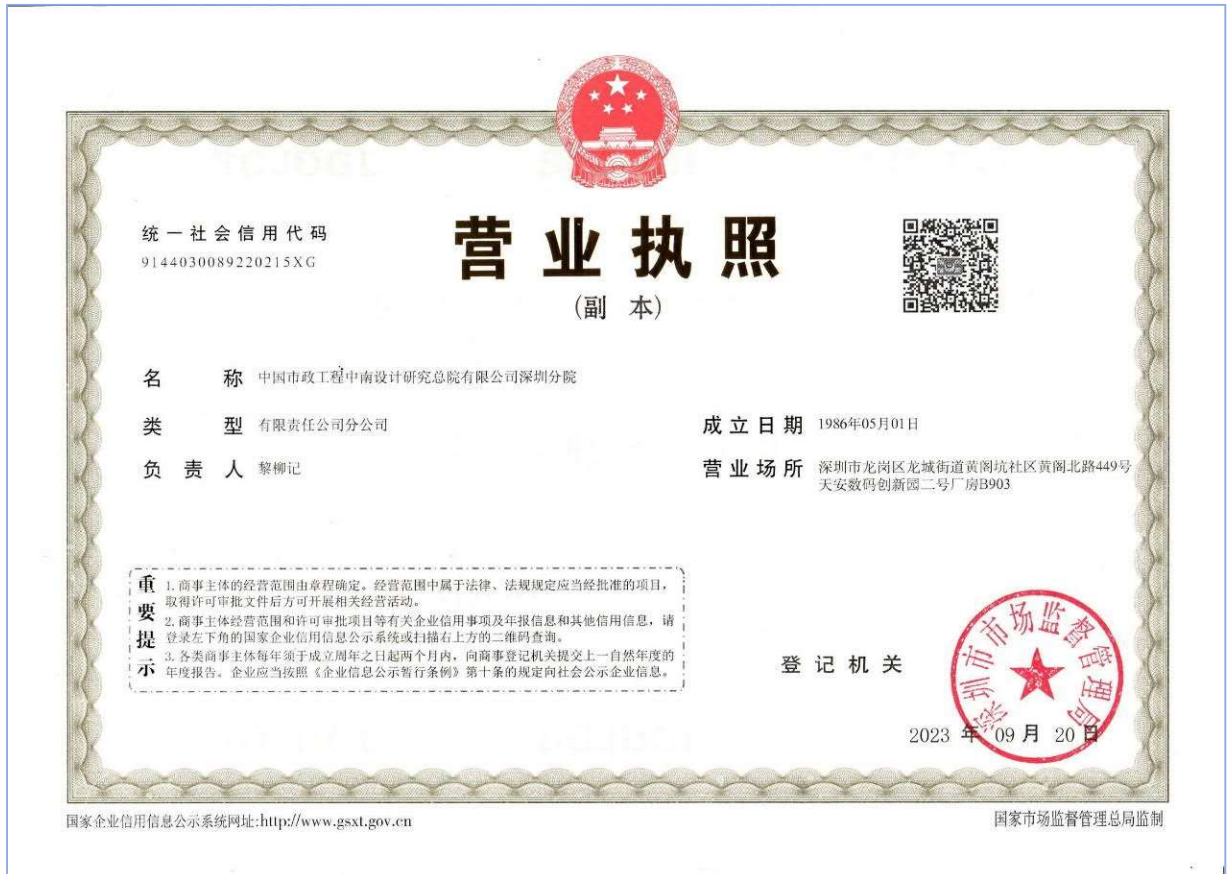 统一社会信用代码
9144030089220215XG
营业执照
(副 本)
名 称 中国市政工程中南设计研究总院有限公司深圳分院
类 型 有限责任公司分公司
成立日期 1986年05月01日
负责人 黎柳记
营业场所 深圳市龙岗区龙城街道黄阁坑社区黄阁北路449号
天安数码创新园二号厂房B903
重要提示
1. 商事主体的经营范围由章程确定。经营范围中属于法律、法规规定应当经批准的项目，
取得许可审批文件后方可开展相关经营活动。
2. 商事主体经营范围和许可审批项目等有关企业信用事项及年报信息和其他信用信息，请
登录左下角的国家企业信用信息公示系统或扫描右上方的二维码查询。
3. 各类商事主体每年须于成立周年之日起两个月内，向商事登记机关提交上一自然年度的
年度报告。企业应当按照《企业信息公示暂行条例》第十条的规定向社会公示企业信息。
登记机关
深圳市市场监督管理局
2023 年 09 月 20 日
国家企业信用信息公示系统网址:http://www.gsxt.gov.cn
国家市场监督管理总局监制